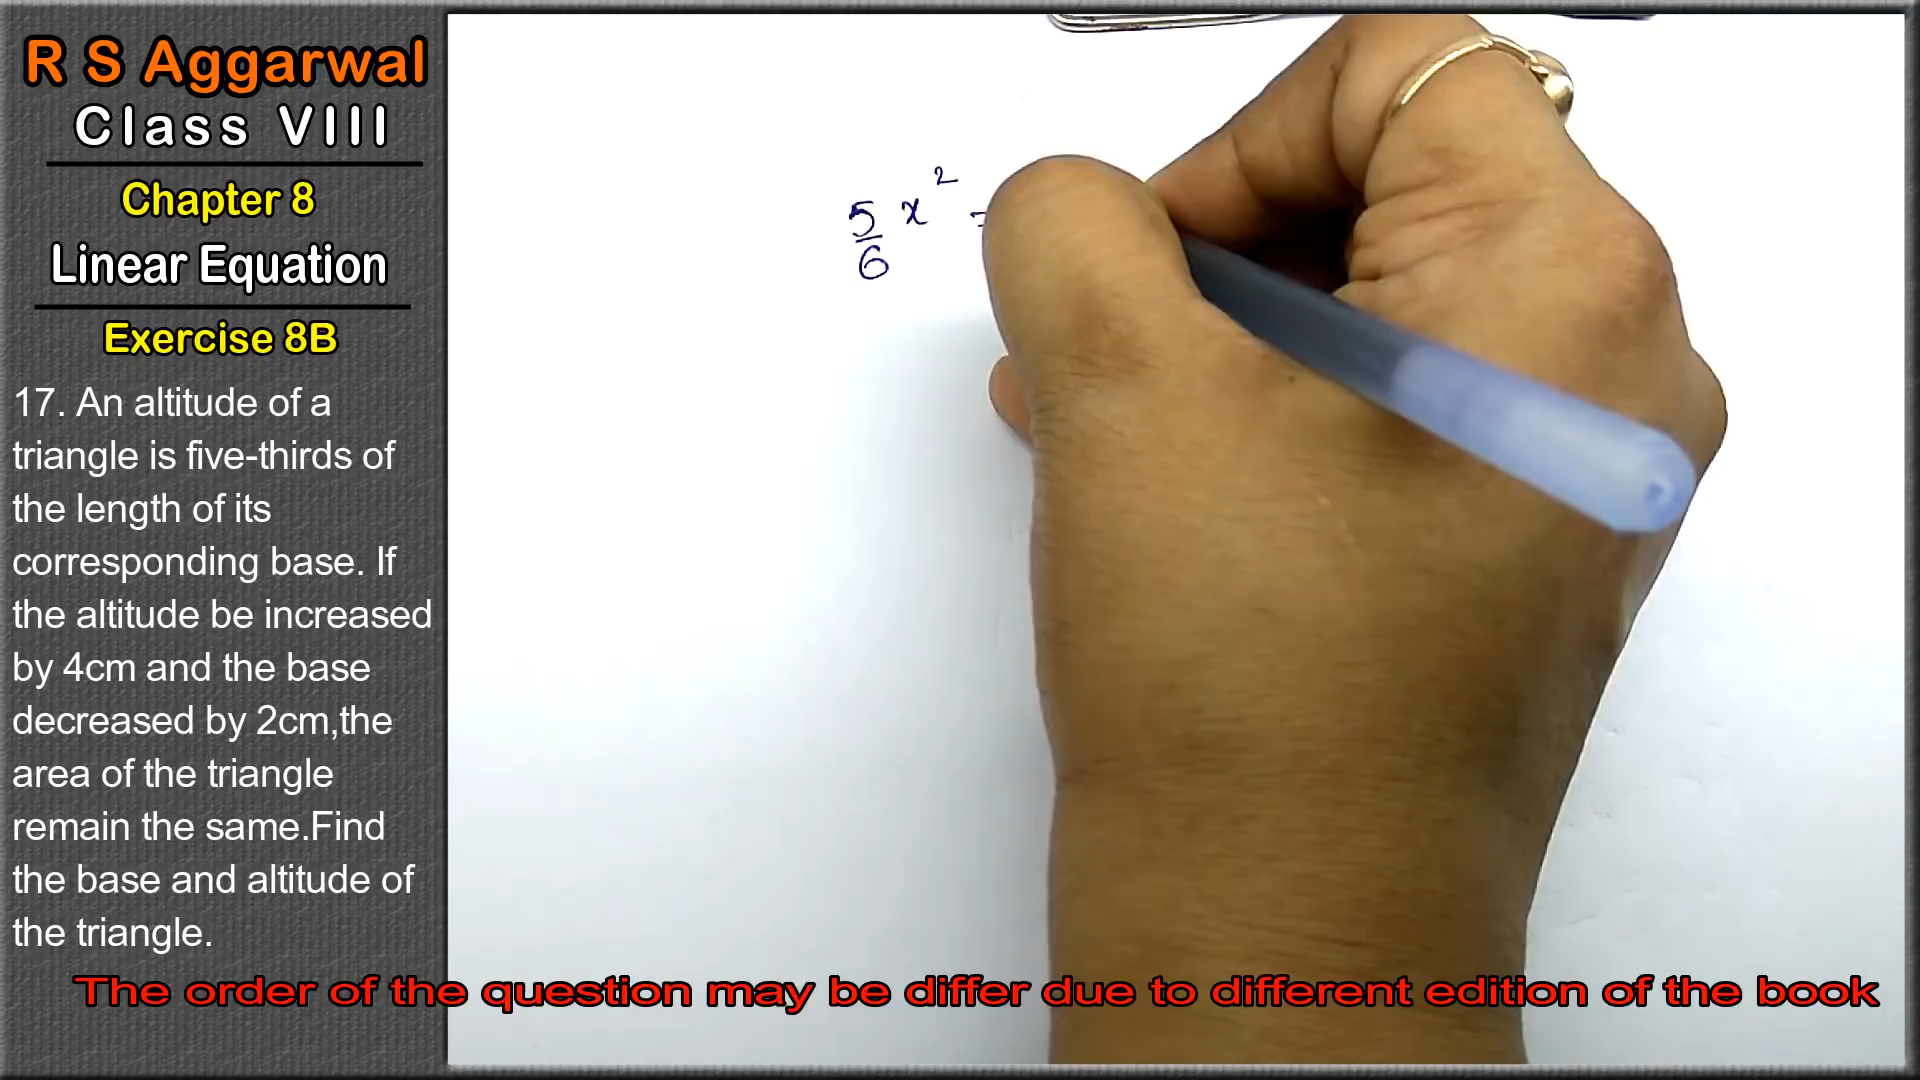 R S Aggarwal
Class VIII
Chapter 8
Linear Equation
Exercise 8B
17. An altitude of a
triangle is five-thirds of
the length of its
corresponding base. If
the altitude be increased
by 4cm and the base
decreased by 2cm,the
area of the triangle
remain the same.Find
the base and altitude of
the triangle.
5/6 x² =
The order of the question may be differ due to different edition of the book